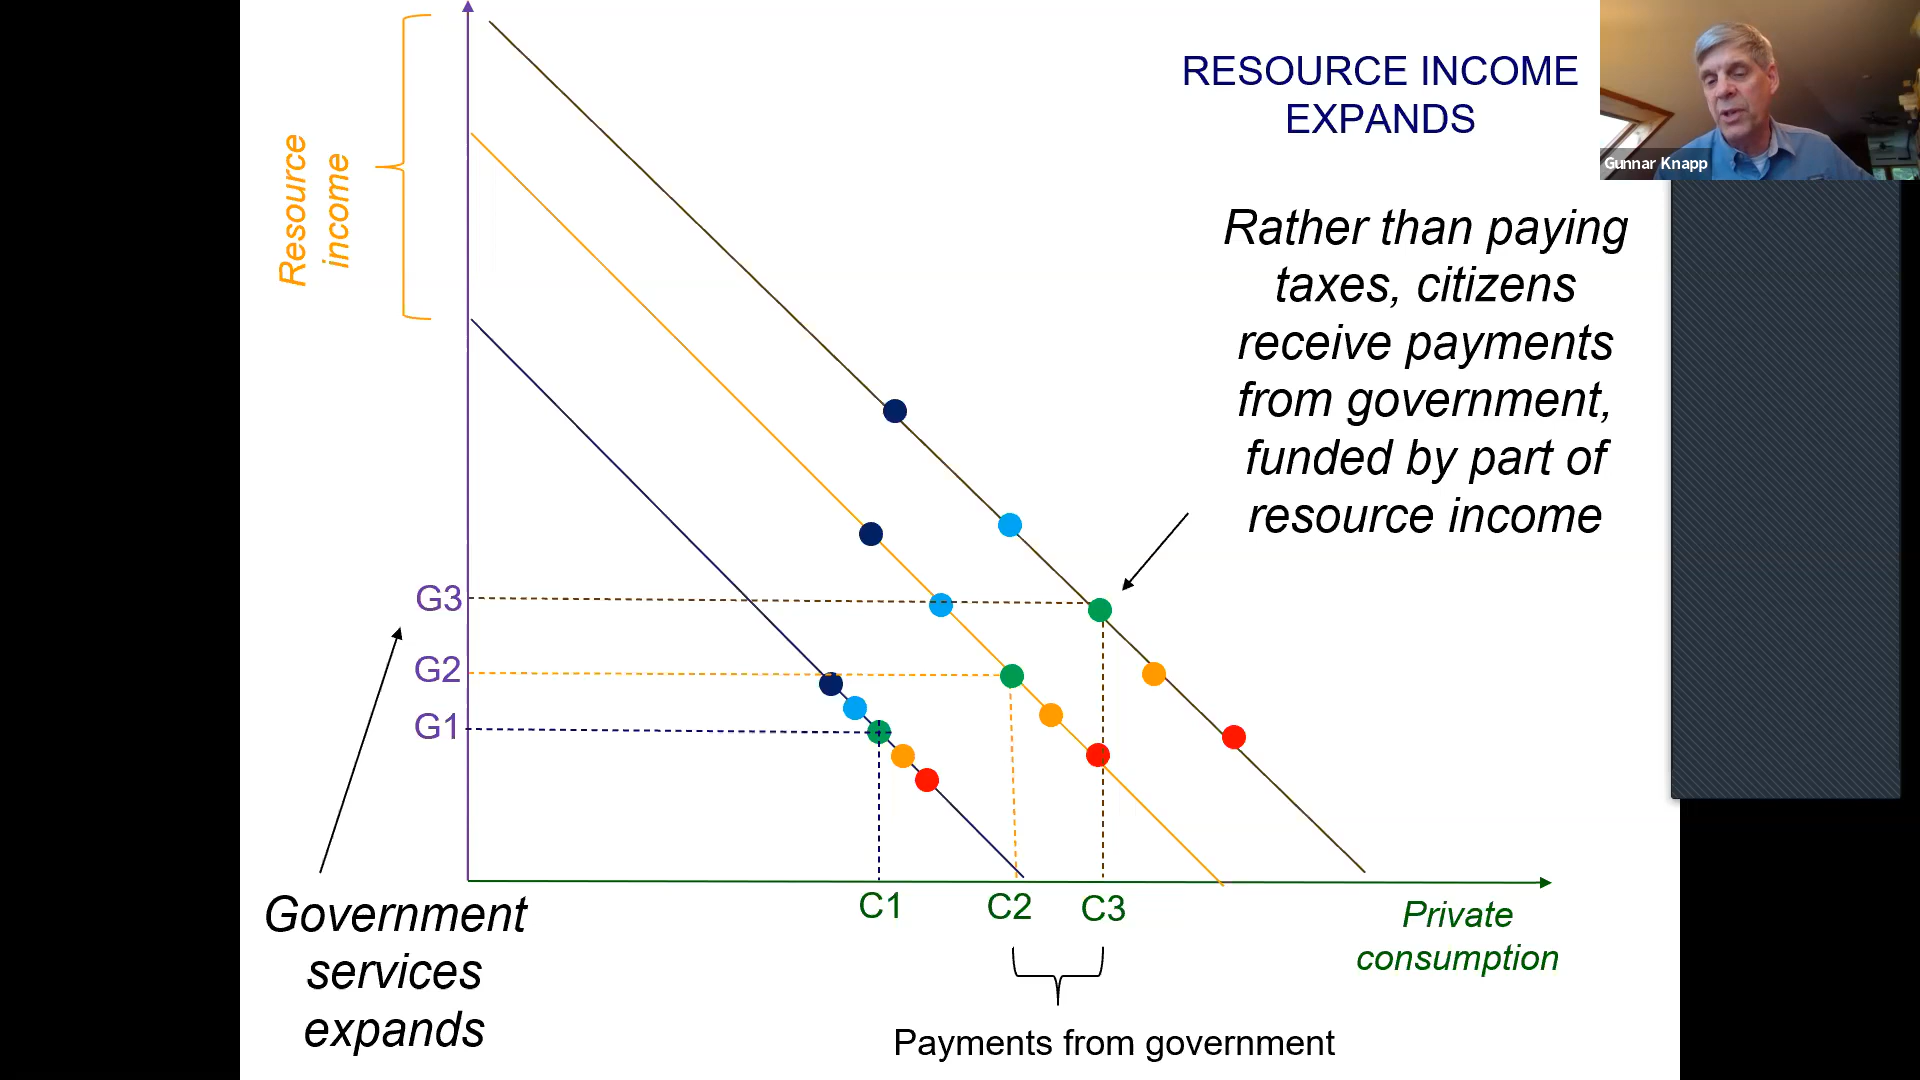 RESOURCE INCOME
EXPANDS
Gunnar Knapp
Resource
income
Rather than paying
taxes, citizens
receive payments
from government,
funded by part of
resource income
G3
G2
G1
C1
C2
C3
Private
consumption
Government
services
expands
Payments from government